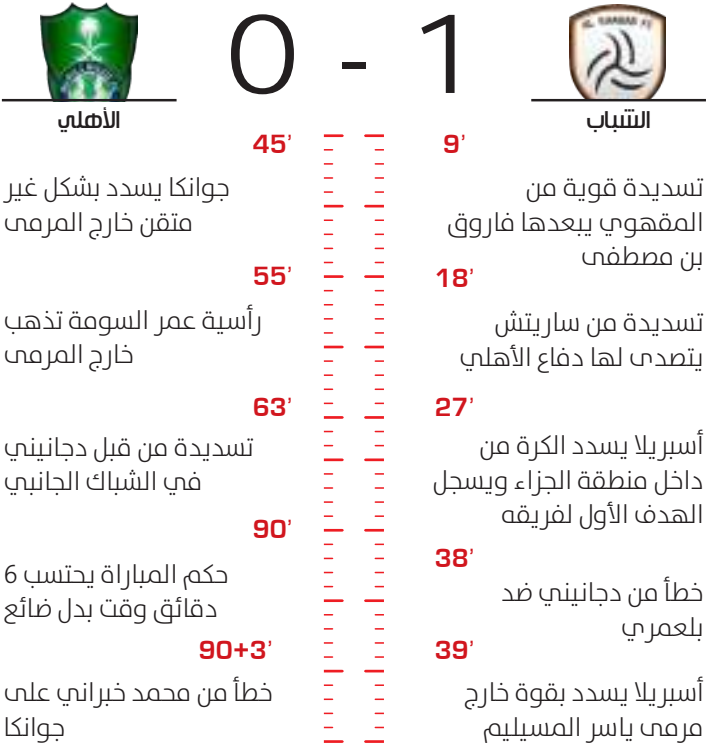 1 - 0
AL SHABAB FC
الشباب
9’
تسديدة قوية من
المقهوي يبعدها فاروق
بن مصطفى
18’
تسديدة من ساريتش
يتصدى لها دفاع الأهلي
27’
أسبريلا يسدد الكرة من
داخل منطقة الجزاء ويسجل
الهدف الأول لفريقه
38’
خطأ من دجانيني ضد
بلعمري
39’
أسبريلا يسدد بقوة خارج
مرمى ياسر المسيليم
الأهلي
45’
جوانكا يسدد بشكل غير
متقن خارج المرمى
55’
رأسية عمر السومة تذهب
خارج المرمى
63’
تسديدة من قبل دجانيني
في الشباك الجانبي
90’
حكم المباراة يحتسب 6
دقائق وقت بدل ضائع
90+3’
خطأ من محمد خبراني على
جوانكا